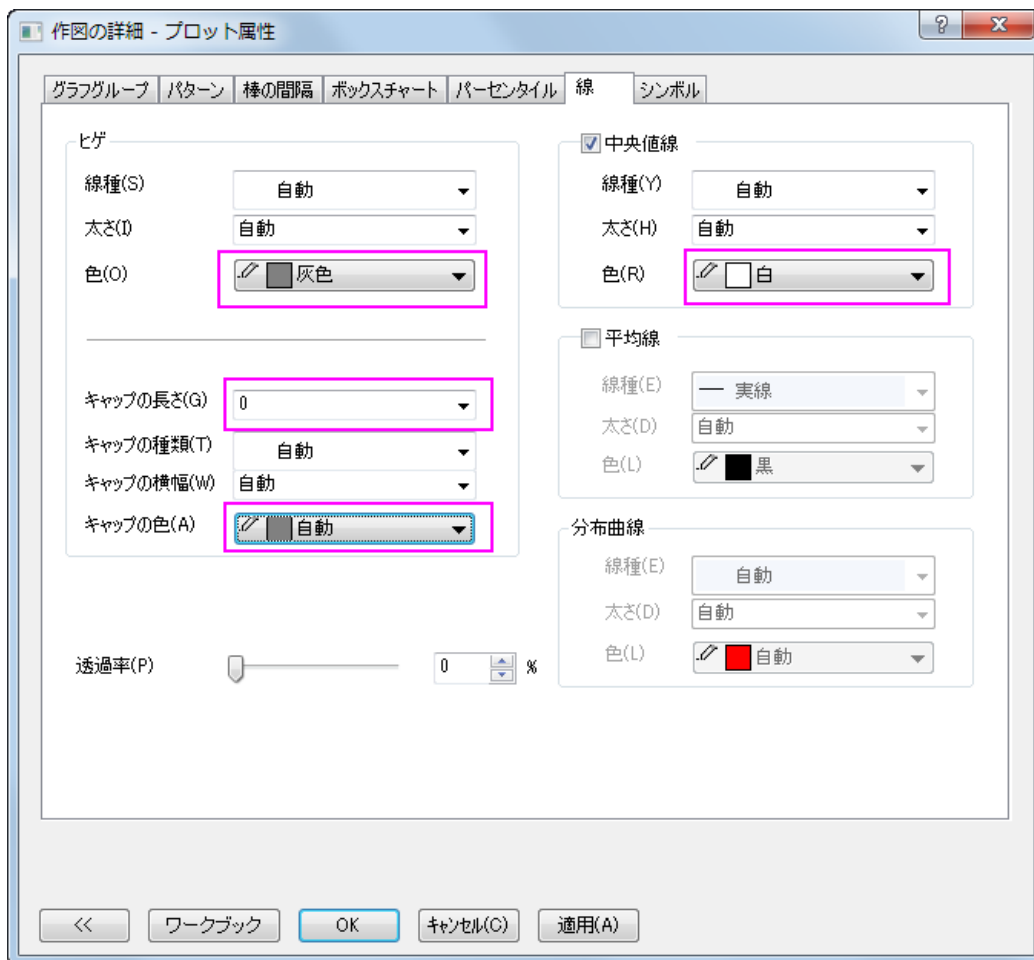 作図の詳細 - プロット属性
グラフグループ パターン 棒の間隔 ボックスチャート パーセンタイル 線 シンボル
ヒゲ
線種(S) 自動
太さ(I) 自動
色(O) 灰色
キャップの長さ(G) 0
キャップの種類(T) 自動
キャップの横幅(W) 自動
キャップの色(A) 自動
透過率(P) 0 %
中央値線
線種(Y) 自動
太さ(H) 自動
色(R) 白
平均線
線種(E) 実線
太さ(D) 自動
色(L) 黒
分布曲線
線種(E) 自動
太さ(D) 自動
色(L) 自動
<< ワークブック OK キャンセル(C) 適用(A)